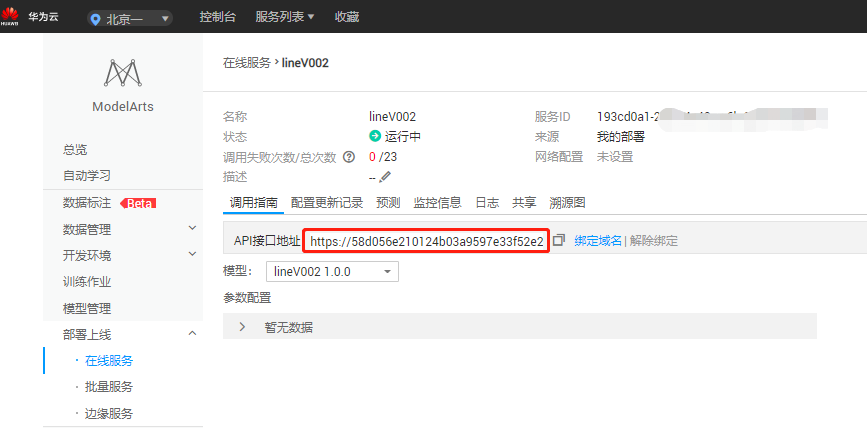 HUAWEI 华为云 北京一 控制台 服务列表 收藏
ModelArts
总览
自动学习
数据标注 Beta
数据管理
开发环境
训练作业
模型管理
部署上线
· 在线服务
· 批量服务
· 边缘服务
在线服务 > lineV002
名称 lineV002 服务ID 193cd0a1-2
状态 运行中 来源 我的部署
调用失败次数/总次数 ? 0 /23 网络配置 未设置
描述 --
调用指南 配置更新记录 预测 监控信息 日志 共享 溯源图
API接口地址 https://58d056e210124b03a9597e33f52e2 绑定域名 | 解除绑定
模型: lineV002 1.0.0
参数配置
暂无数据